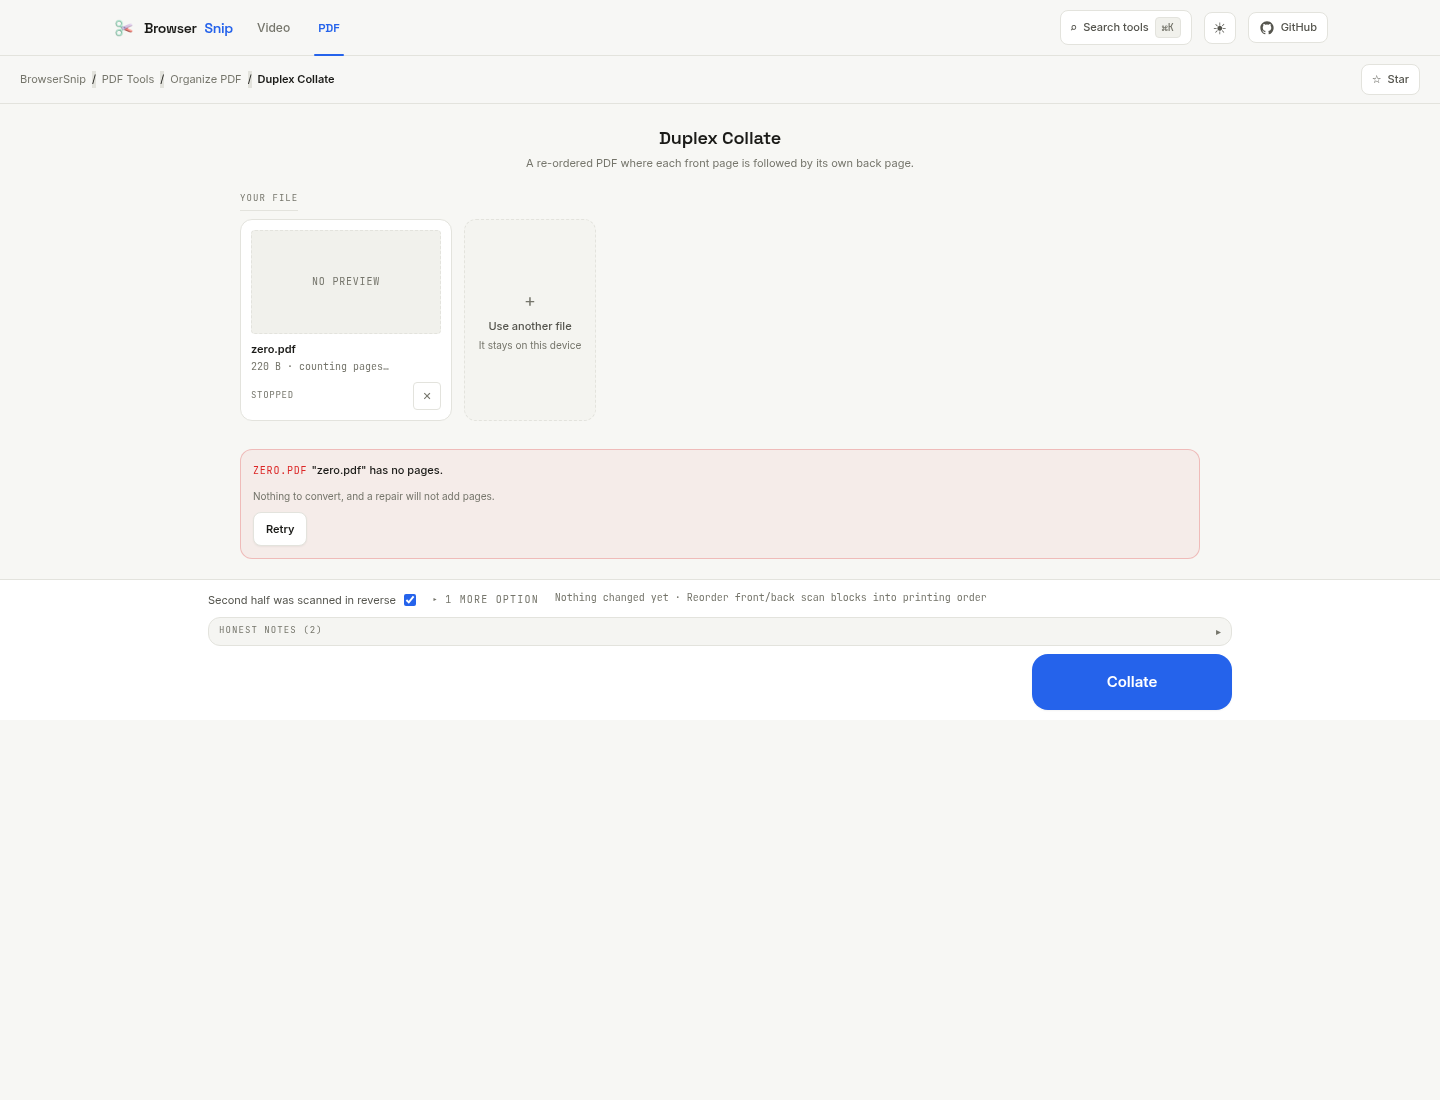 Browser Snip Video PDF Search tools ⌘K GitHub
BrowserSnip / PDF Tools / Organize PDF / Duplex Collate ☆ Star
Duplex Collate
A re-ordered PDF where each front page is followed by its own back page.
YOUR FILE
NO PREVIEW
zero.pdf
220 B · counting pages…
STOPPED ×
+
Use another file
It stays on this device
ZERO.PDF "zero.pdf" has no pages.
Nothing to convert, and a repair will not add pages.
Retry
Second half was scanned in reverse ▸ 1 MORE OPTION Nothing changed yet · Reorder front/back scan blocks into printing order
HONEST NOTES (2) ▸
Collate